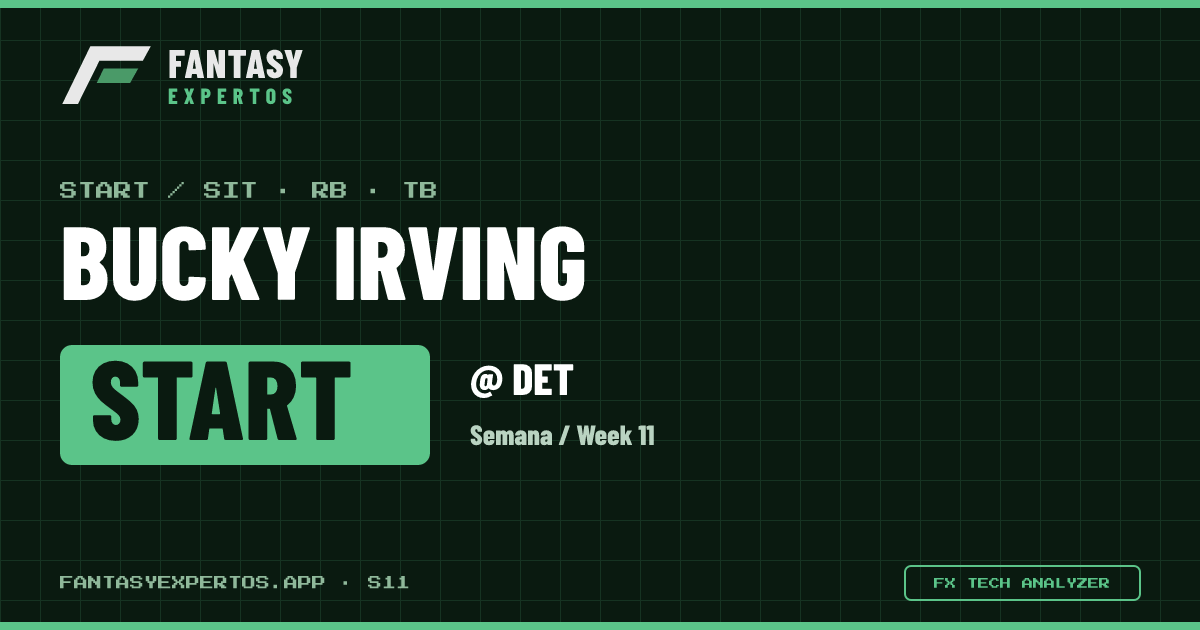 FANTASY
EXPERTOS
START / SIT · RB · TB
BUCKY IRVING
START
@ DET
Semana / Week 11
FANTASYEXPERTOS.APP · S11
FX TECH ANALYZER